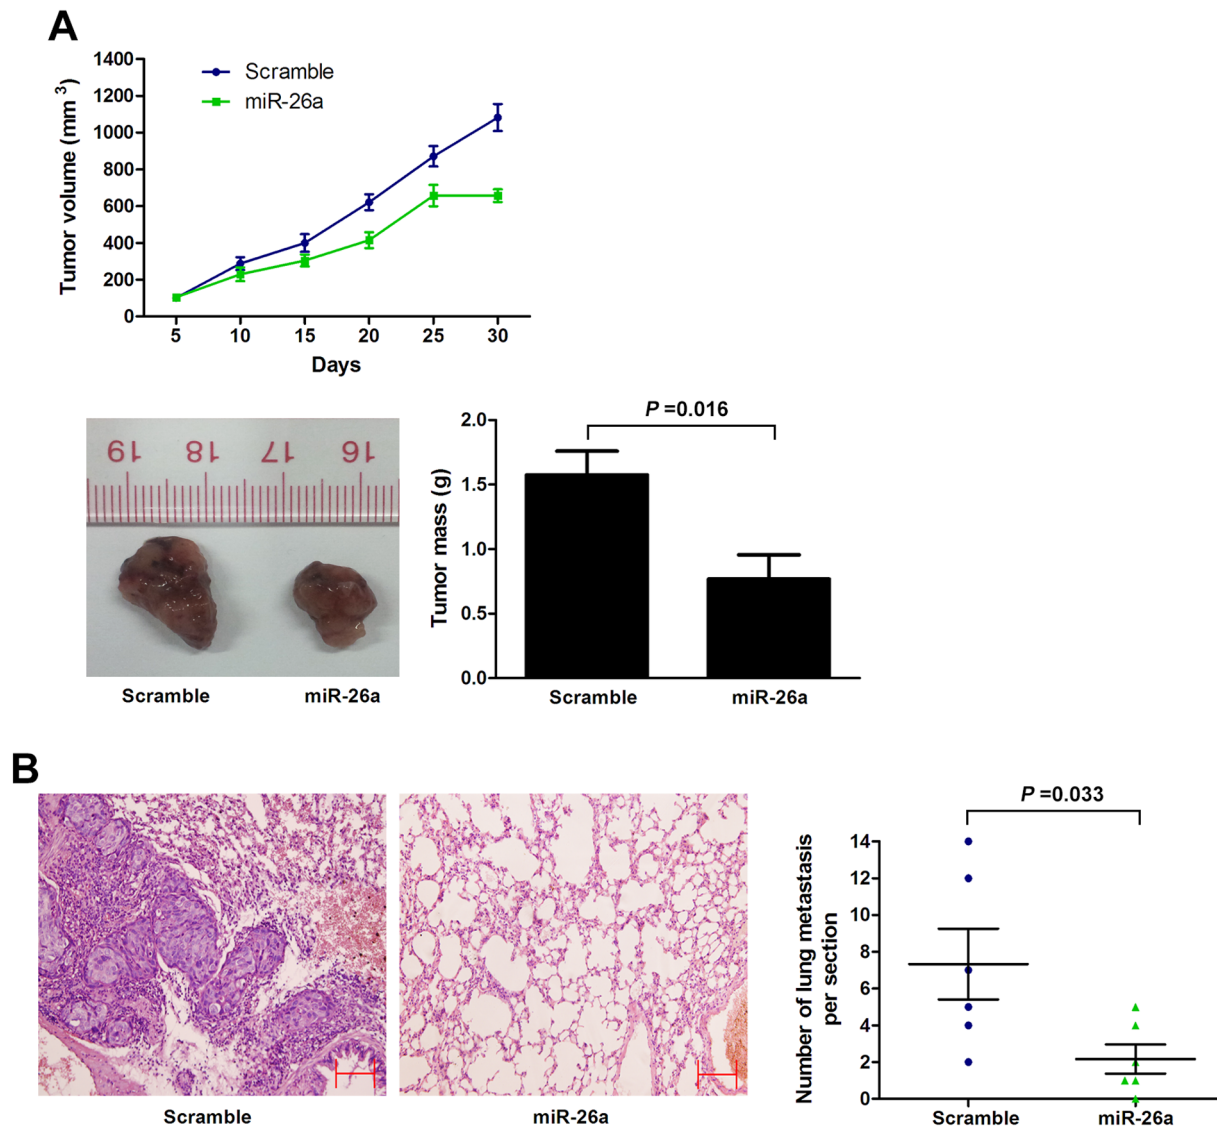 A
1400
1200
1000
800
600
400
200
0
Tumor volume (mm 3)
Scramble
miR-26a
5 10 15 20 25 30
Days
19 18 17 16
Scramble miR-26a
P =0.016
2.0
1.5
1.0
0.5
0.0
Tumor mass (g)
Scramble miR-26a
B
Scramble miR-26a
P =0.033
14
12
10
8
6
4
2
0
Number of lung metastasis
per section
Scramble miR-26a